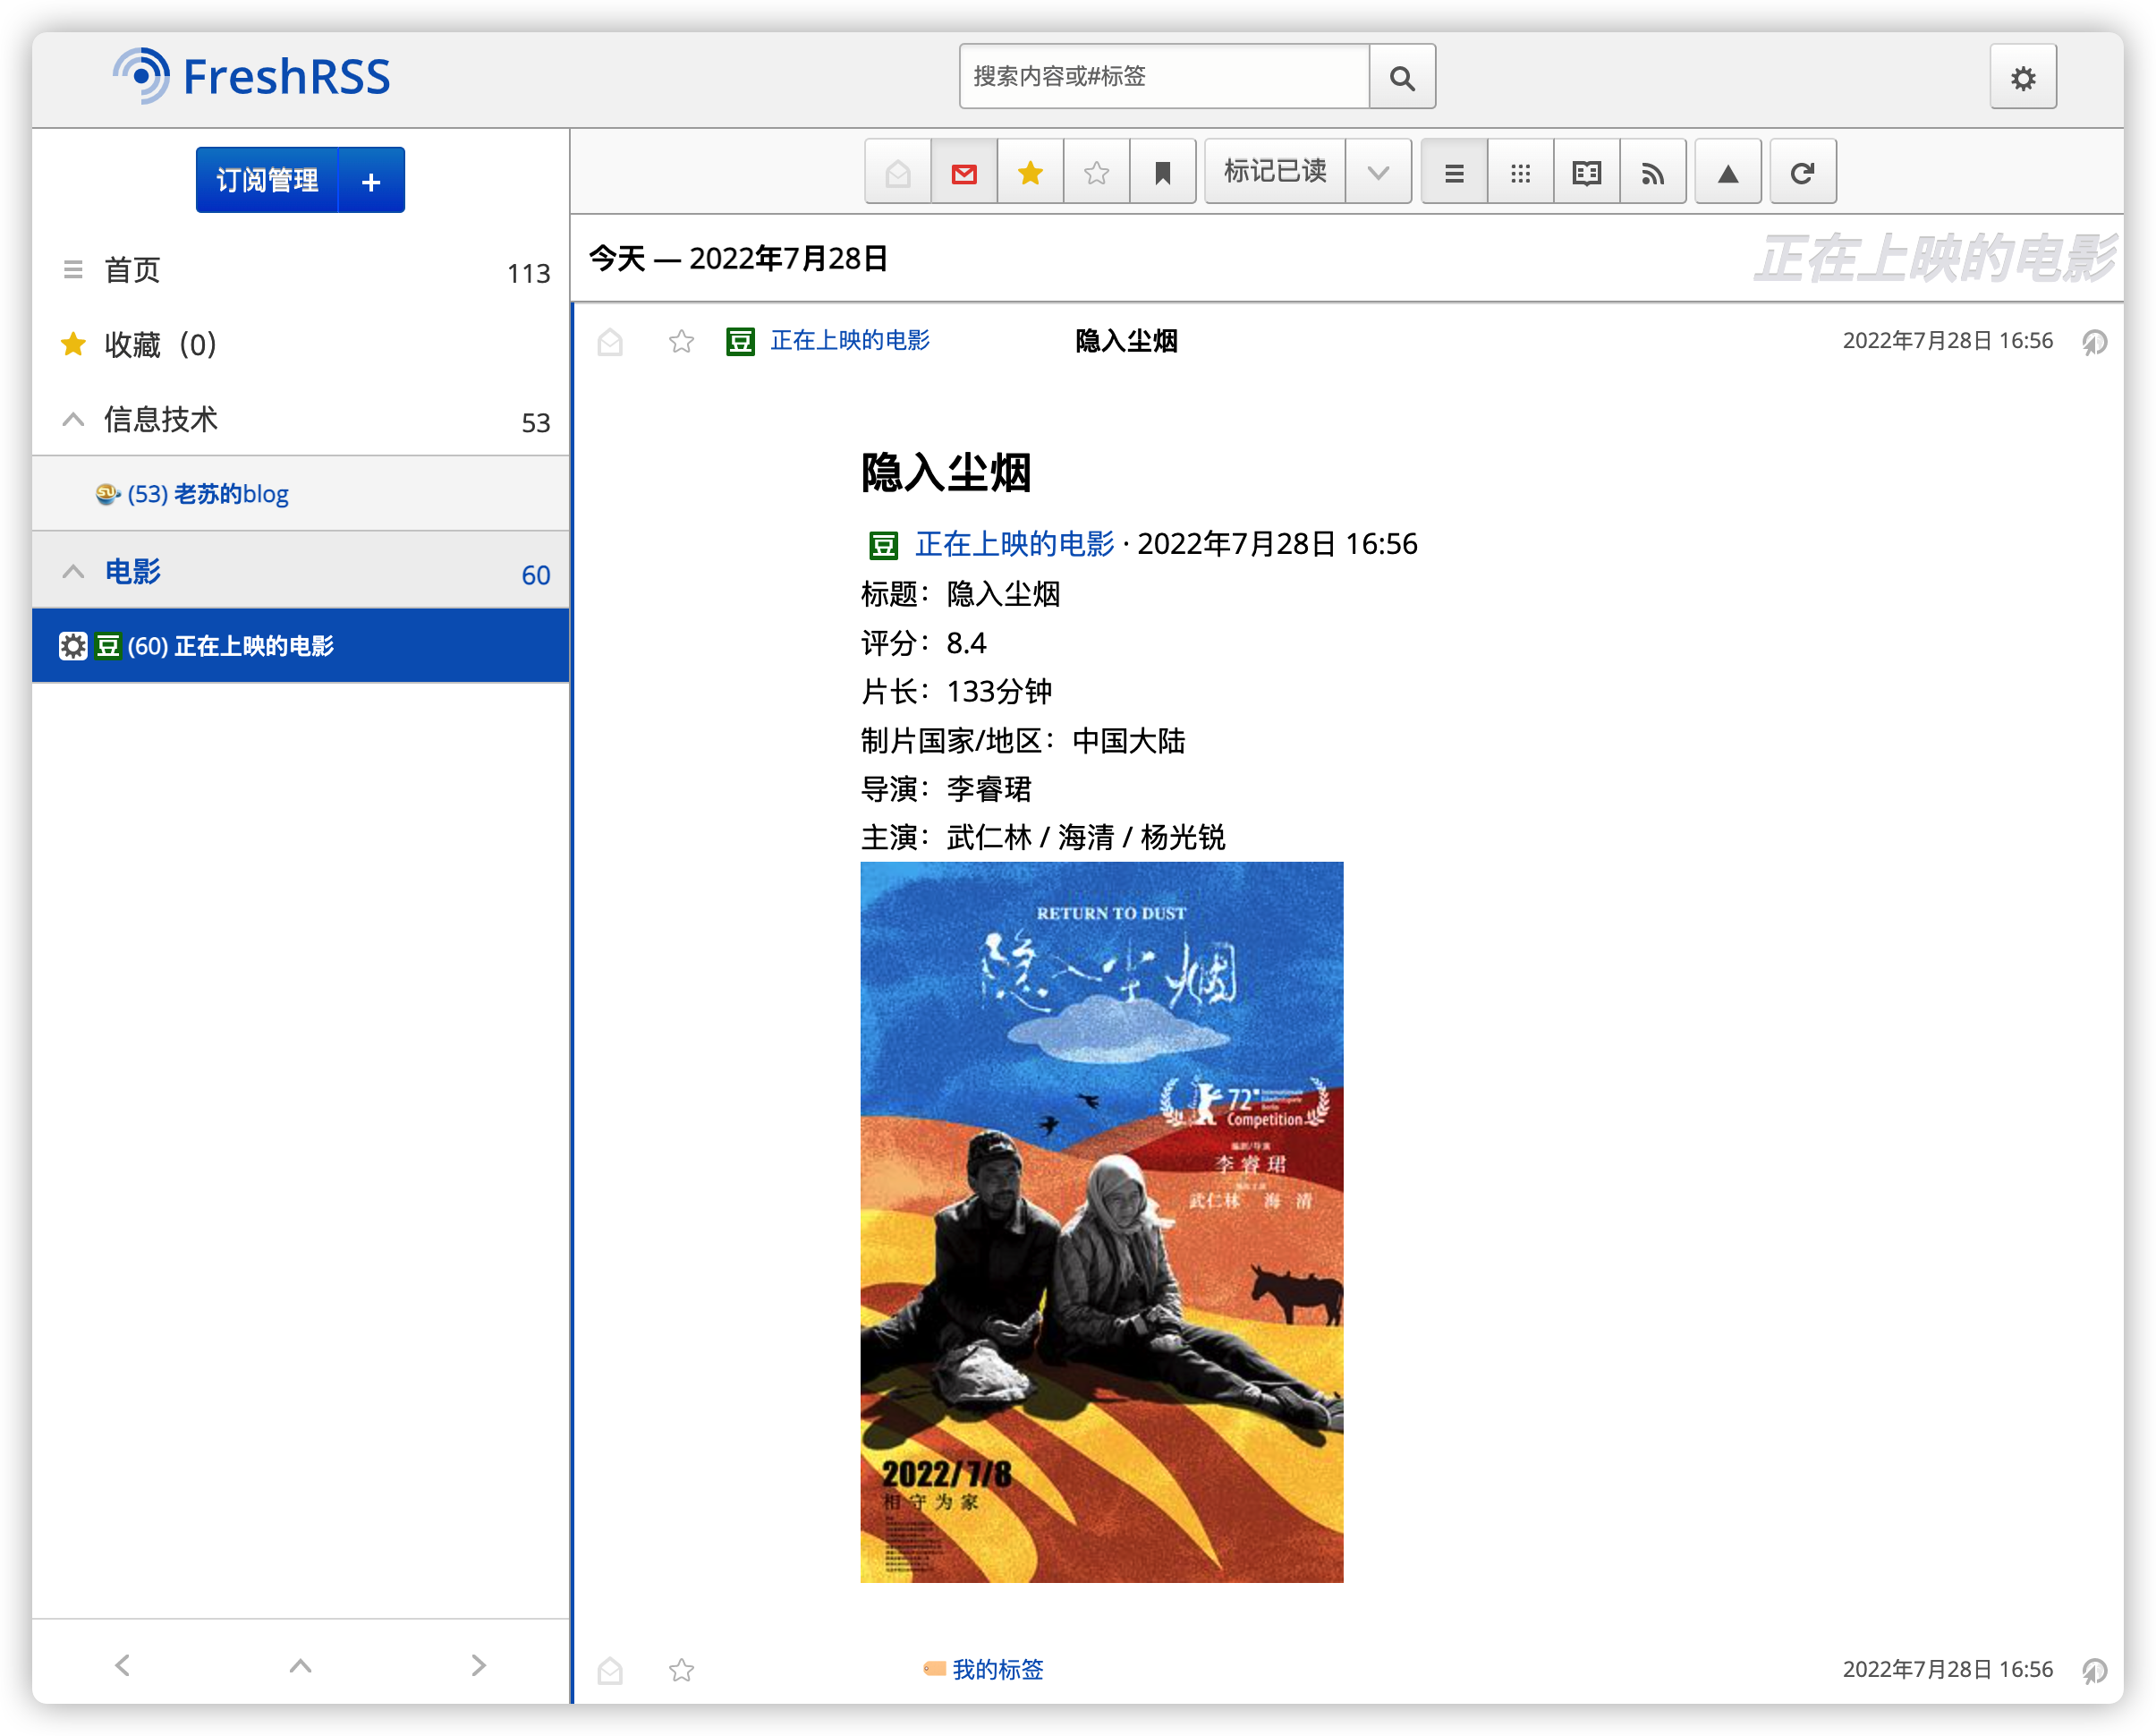 FreshRSS
搜索内容或#标签
订阅管理
+
标记已读
首页 113
收藏（0）
信息技术 53
(53) 老苏的blog
电影 60
豆 (60) 正在上映的电影
今天 — 2022年7月28日
正在上映的电影
豆 正在上映的电影 隐入尘烟 2022年7月28日 16:56
隐入尘烟
豆 正在上映的电影 · 2022年7月28日 16:56
标题：隐入尘烟
评分：8.4
片长：133分钟
制片国家/地区：中国大陆
导演：李睿珺
主演：武仁林 / 海清 / 杨光锐
RETURN TO DUST
隐入尘烟
72
Internationale
Filmfestspiele
Berlin
Competition
编剧/导演
李睿珺
武仁林 海清
2022/7/8
相守为家
我的标签 2022年7月28日 16:56